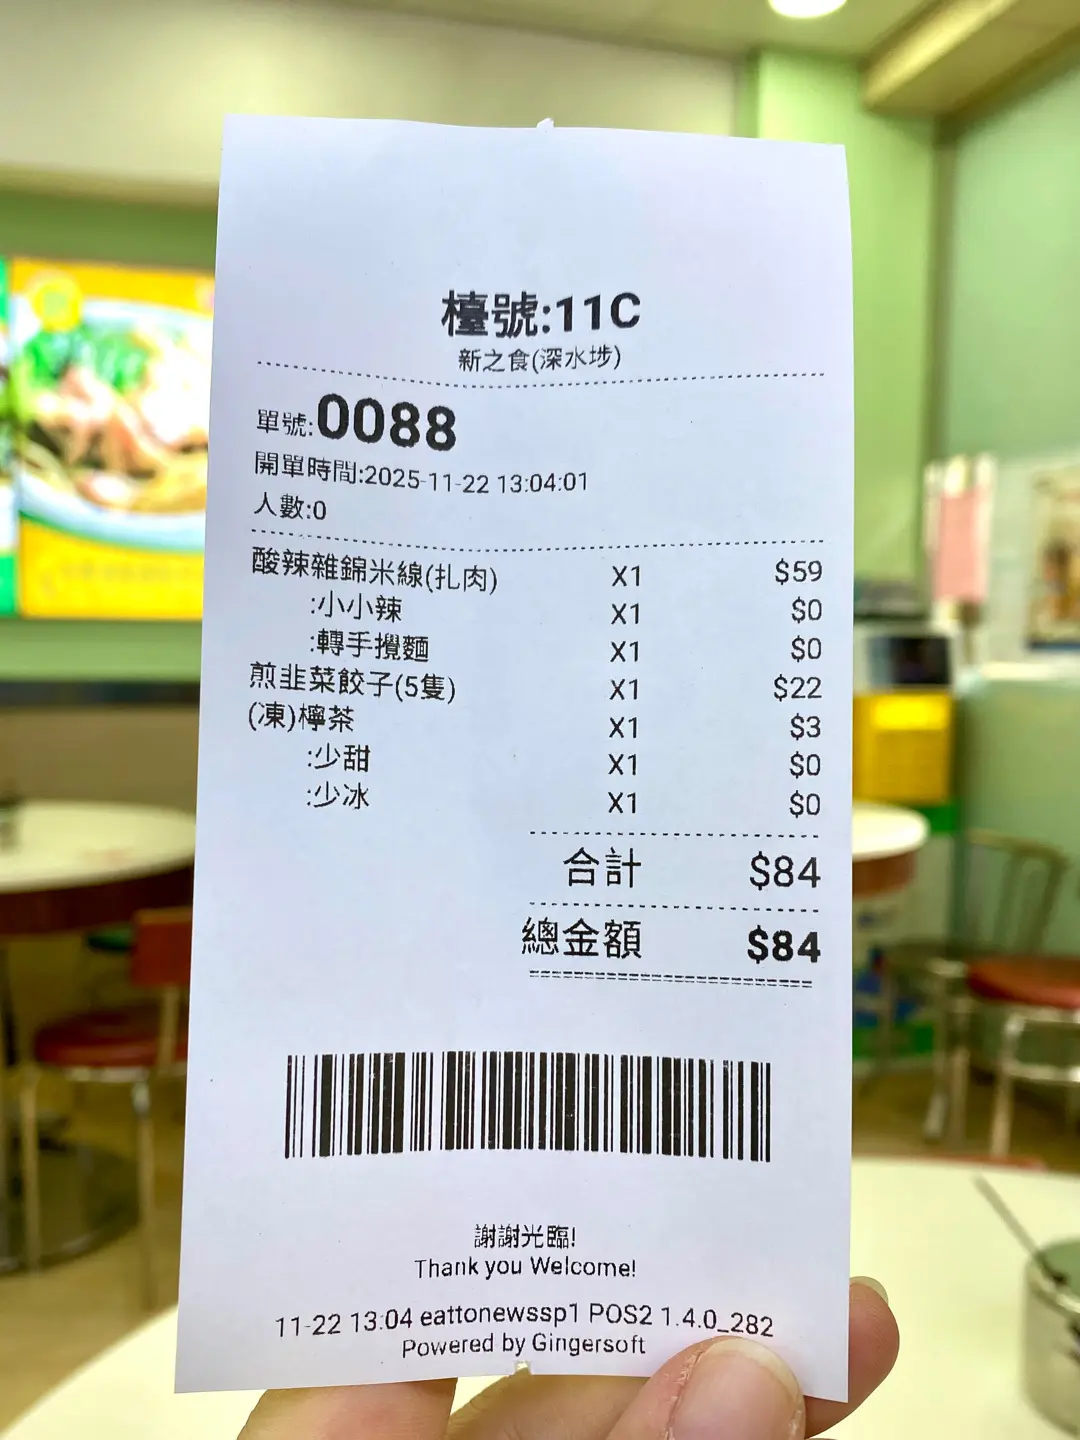 檯號:11C
新之食(深水埗)
單號:0088
開單時間:2025-11-22 13:04:01
人數:0
酸辣雜錦米線(扎肉) X1 $59
:小小辣 X1 $0
:轉手攪麵 X1 $0
煎韭菜餃子(5隻) X1 $22
(凍)檸茶 X1 $3
:少甜 X1 $0
:少冰 X1 $0
合計 $84
總金額 $84
謝謝光臨!
Thank you Welcome!
11-22 13:04 eattonewssp1 POS2 1.4.0_282
Powered by Gingersoft